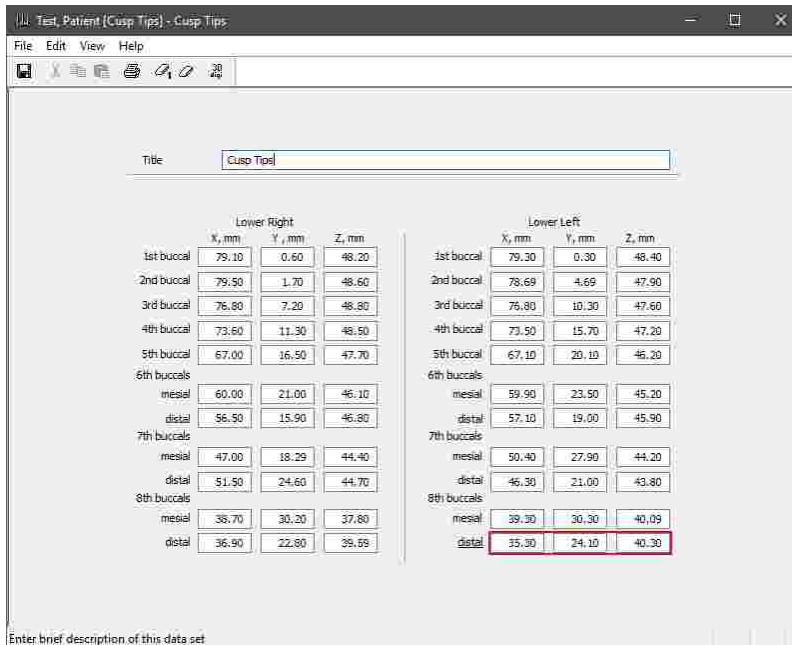 Test, Patient [Cusp Tips] - Cusp Tips
File Edit View Help
Title Cusp Tips
Lower Right
X, mm Y , mm Z, mm
1st buccal 79.10 0.60 48.20
2nd buccal 79.50 1.70 48.60
3rd buccal 76.80 7.20 48.80
4th buccal 73.60 11.30 48.50
5th buccal 67.00 16.50 47.70
6th buccals
mesial 60.00 21.00 46.10
distal 56.50 15.90 46.80
7th buccals
mesial 47.00 18.29 44.40
distal 51.50 24.60 44.70
8th buccals
mesial 38.70 30.20 37.80
distal 36.90 22.80 39.59
Lower Left
X, mm Y, mm Z, mm
1st buccal 79.30 0.30 48.40
2nd buccal 78.69 4.69 47.90
3rd buccal 76.80 10.30 47.60
4th buccal 73.50 15.70 47.20
5th buccal 67.10 20.10 46.20
6th buccals
mesial 59.90 23.50 45.20
distal 57.10 19.00 45.90
7th buccals
mesial 50.40 27.90 44.20
distal 46.30 21.00 43.80
8th buccals
mesial 39.30 30.30 40.09
distal 35.30 24.10 40.30
Enter brief description of this data set